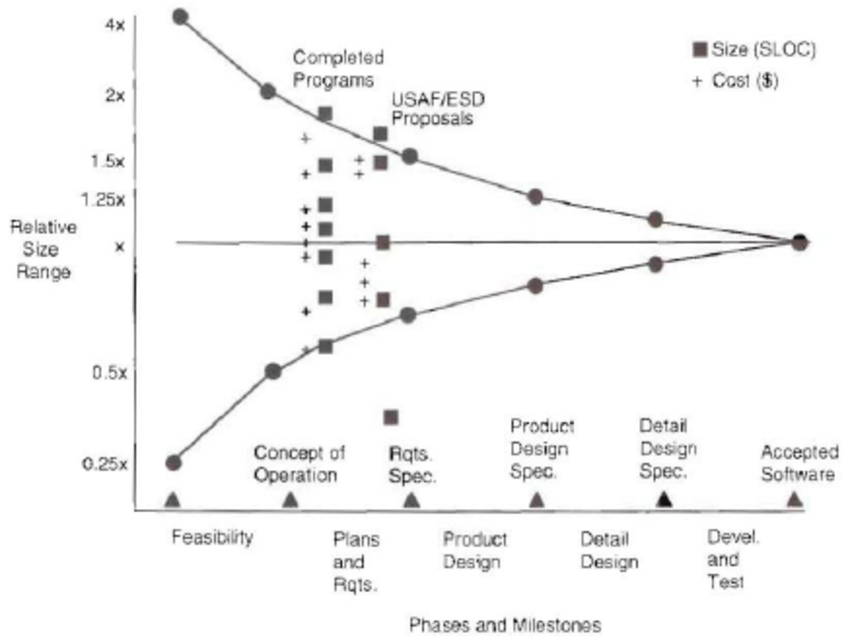 4x
Completed
Programs
■ Size (SLOC)
+ Cost ($)
2x
USAF/ESD
Proposals
1.5x
1.25x
Relative
Size
Range
x
0.5x
0.25x
Concept of
Operation
Rqts.
Spec.
Product
Design
Spec.
Detail
Design
Spec.
Accepted
Software
Feasibility
Plans
and
Rqts.
Product
Design
Detail
Design
Devel.
and
Test
Phases and Milestones